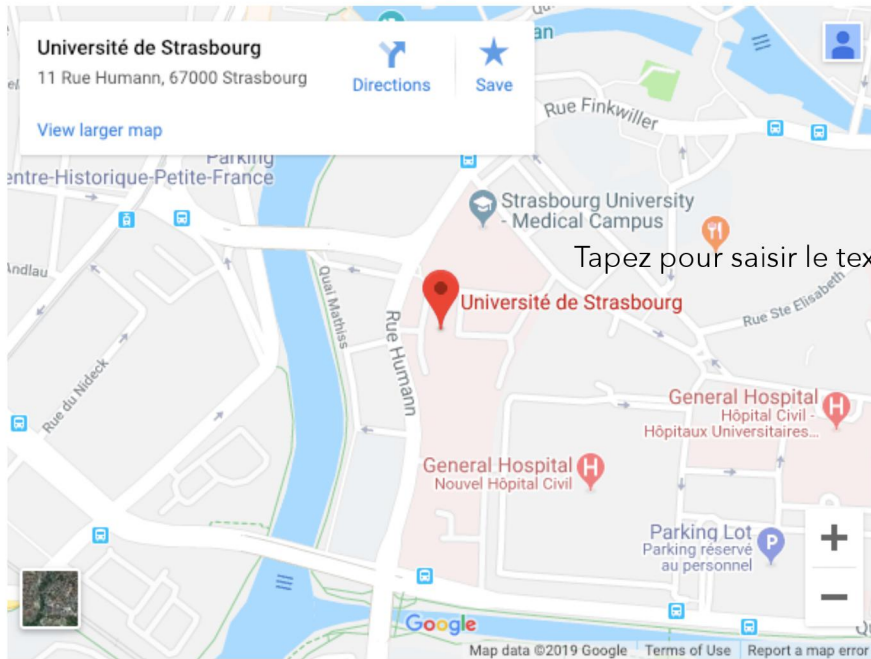 Université de Strasbourg
11 Rue Humann, 67000 Strasbourg
Directions
Save
View larger map
an
Parking
entre-Historique-Petite-France
Rue Finkwiller
Strasbourg University
- Medical Campus
Tapez pour saisir le tex
Andlau
Quai Mathiss
Université de Strasbourg
Rue Ste Elisabeth
Rue Humann
Rue du Nideck
General Hospital
Hôpital Civil -
Hôpitaux Universitaires...
H
General Hospital
Nouvel Hôpital Civil
H
Parking Lot
Parking réservé
au personnel
P
+
−
Google
Map data ©2019 Google
Terms of Use
Report a map error